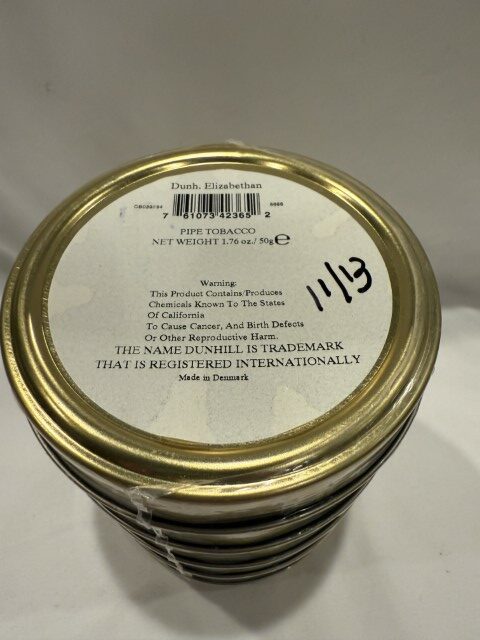 Dunh. Elizabethan
7 61073 42365 2
PIPE TOBACCO
NET WEIGHT 1.76 oz./ 50g e
Warning:
This Product Contains/Produces
Chemicals Known To The States
Of California
To Cause Cancer, And Birth Defects
Or Other Reproductive Harm.
THE NAME DUNHILL IS TRADEMARK
THAT IS REGISTERED INTERNATIONALLY
Made in Denmark
11/13